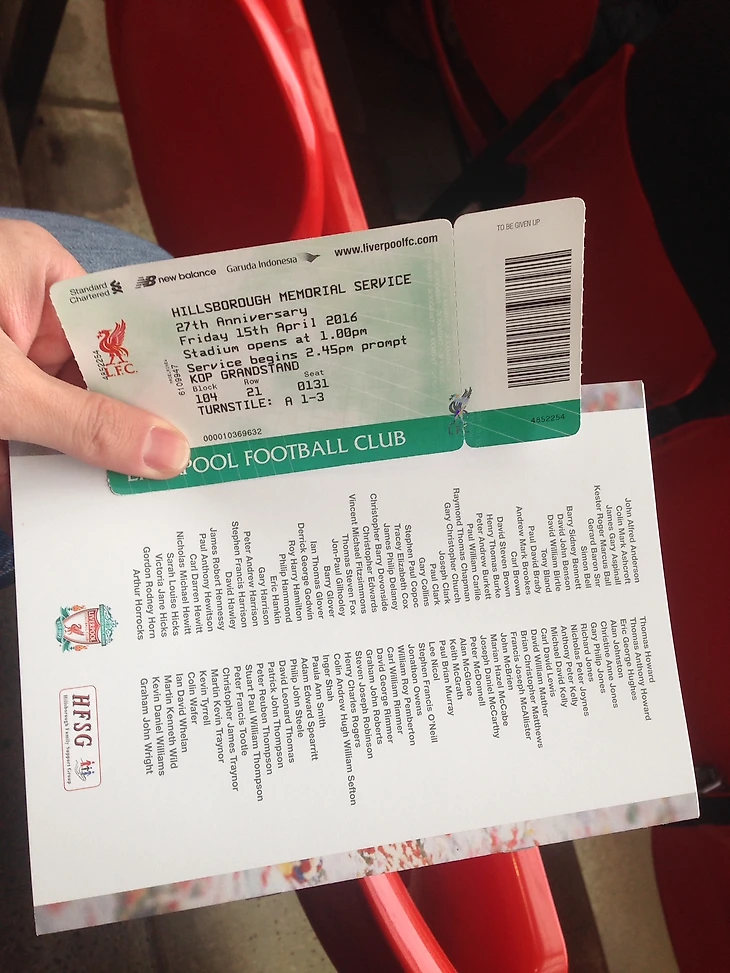 Standard
Chartered
new balance
Garuda Indonesia
www.liverpoolfc.com
TO BE GIVEN UP
HILLSBOROUGH MEMORIAL SERVICE
27th Anniversary
Friday 15th April 2016
Stadium opens at 1.00pm
Service begins 2.45pm prompt
KOP GRANDSTAND
Block Row Seat
104 21 0131
TURNSTILE: A 1-3
L.F.C.
000010369632
4852254
POOL FOOTBALL CLUB
John Alfred Anderson
Colin Mark Ashcroft
James Gary Aspinall
Kester Roger Marcus Ball
Gerard Baron Snr
Simon Bell
Barry Sidney Bennett
David John Benson
David William Birtle
Tony Bland
Paul David Brady
Andrew Mark Brookes
Carl Brown
David Steven Brown
Henry Thomas Burke
Peter Andrew Burkett
Paul William Carlile
Raymond Thomas Chapman
Gary Christopher Church
Joseph Clark
Paul Clark
Gary Collins
Stephen Paul Copoc
Tracey Elizabeth Cox
James Philip Delaney
Christopher Barry Devonside
Christopher Edwards
Vincent Michael Fitzsimmons
Thomas Steven Fox
Jon-Paul Gilhooley
Barry Glover
Ian Thomas Glover
Derrick George Godwin
Roy Harry Hamilton
Philip Hammond
Eric Hankin
Gary Harrison
Peter Andrew Harrison
Stephen Francis Harrison
David Hawley
James Robert Hennessy
Paul Anthony Hewitson
Carl Darren Hewitt
Nicholas Michael Hewitt
Sarah Louise Hicks
Victoria Jane Hicks
Gordon Rodney Horn
Arthur Horrocks
Thomas Howard
Thomas Anthony Howard
Eric George Hughes
Alan Johnston
Christine Anne Jones
Gary Philip Jones
Richard Jones
Nicholas Peter Joynes
Anthony Peter Kelly
Michael David Kelly
Carl David Lewis
David William Mather
Brian Christopher Matthews
Francis Joseph McAllister
John McBrien
Marian Hazel McCabe
Joseph Daniel McCarthy
Peter McDonnell
Alan McGlone
Keith McGrath
Paul Brian Murray
Lee Nicol
Stephen Francis O'Neill
Jonathon Owens
William Roy Pemberton
Carl William Rimmer
David George Rimmer
Graham John Roberts
Steven Joseph Robinson
Henry Charles Rogers
Colin Andrew Hugh William Sefton
Inger Shah
Paula Ann Smith
Adam Edward Spearritt
Philip John Steele
David Leonard Thomas
Patrick John Thompson
Peter Reuben Thompson
Stuart Paul William Thompson
Peter Francis Tootle
Christopher James Traynor
Martin Kevin Traynor
Kevin Tyrrell
Colin Wafer
Ian David Whelan
Martin Kenneth Wild
Kevin Daniel Williams
Graham John Wright
HFSG
Hillsborough Family Support Group